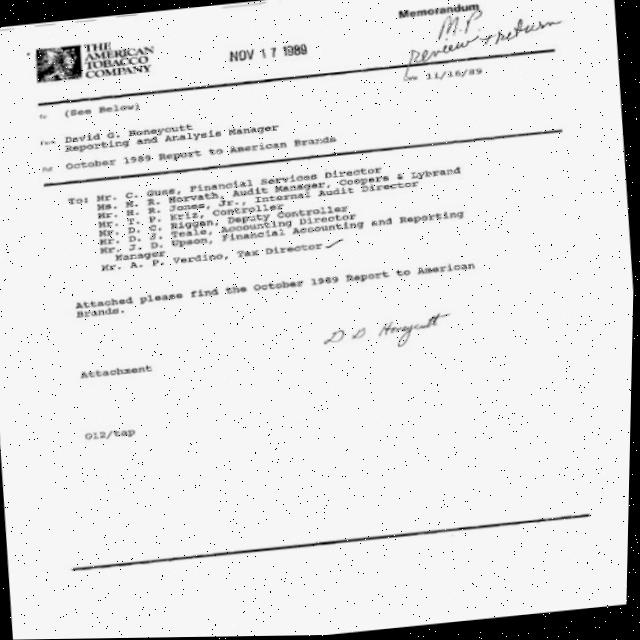 Memorandum
THE
AMERICAN
TOBACCO
COMPANY
NOV 17 1989
M.P
Review & return
11/16/89
To (See Below)
From David G. Honeycutt
Reporting and Analysis Manager
October 1989 Report to American Brands
To: Mr. C. Guss, Financial Services Director
Ms. M. R. Horvath, Audit Manager, Coopers & Lybrand
Mr. H. R. Jones, Jr., Internal Audit Director
Mr. T. P. Kriz, Controller
Mr. D. C. Riggan, Deputy Controller
Mr. D. S. Teale, Accounting Director
Mr. J. D. Upson, Financial Accounting and Reporting
Manager
Mr. A. P. Verdino, Tax Director
Attached please find the October 1989 Report to American
Brands.
Honeycutt
Attachment
012/tap